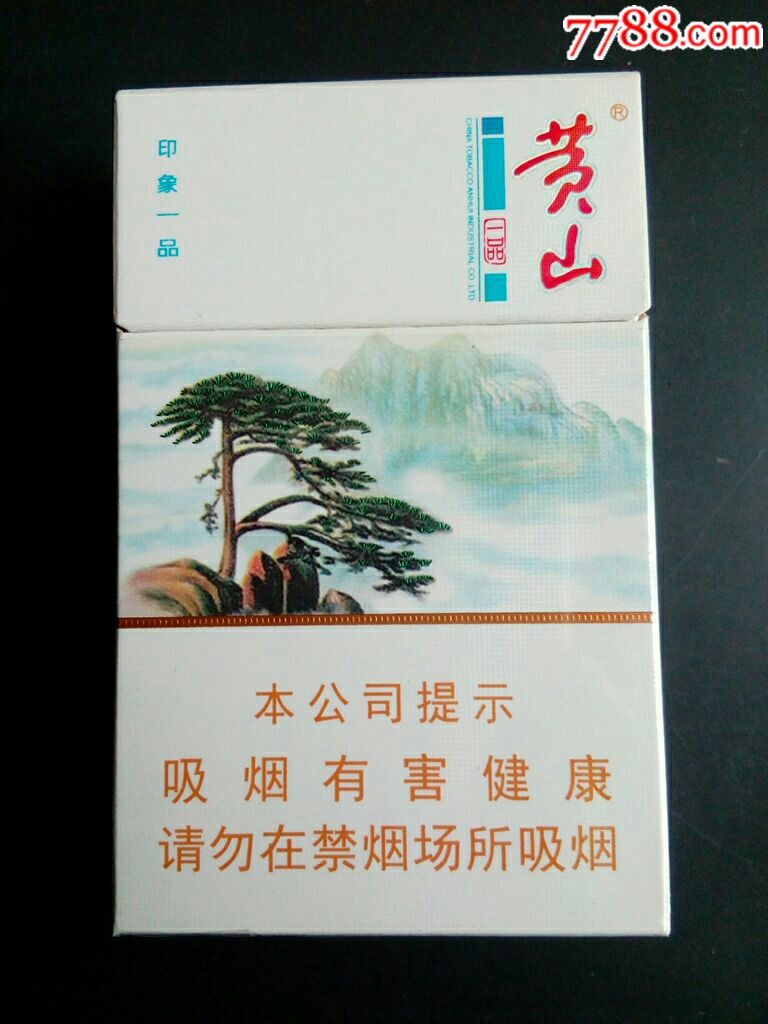 7788.com
黄山
®
印象一品
一品
CHINA TOBACCO ANHUI INDUSTRIAL CO.,LTD.
本公司提示
吸烟有害健康
请勿在禁烟场所吸烟